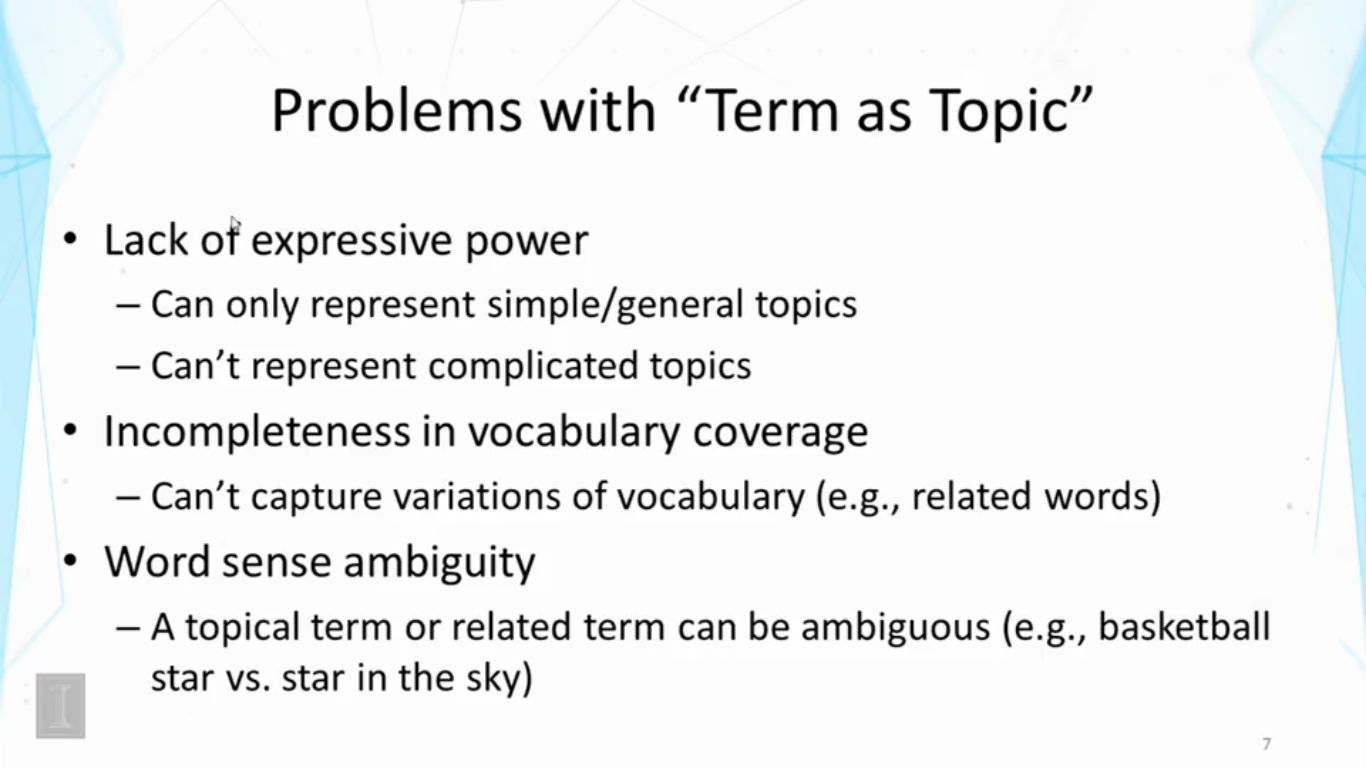 Problems with “Term as Topic”
• Lack of expressive power
– Can only represent simple/general topics
– Can’t represent complicated topics
• Incompleteness in vocabulary coverage
– Can’t capture variations of vocabulary (e.g., related words)
• Word sense ambiguity
– A topical term or related term can be ambiguous (e.g., basketball
star vs. star in the sky)
I
7